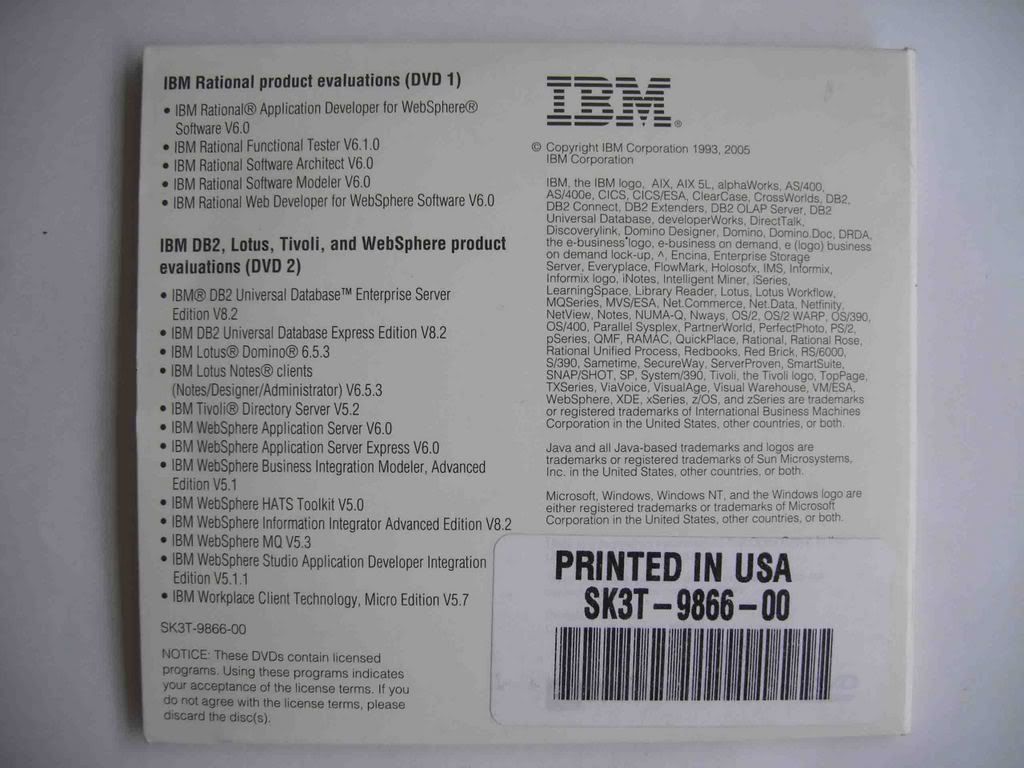 IBM Rational product evaluations (DVD 1)
• IBM Rational® Application Developer for WebSphere®
Software V6.0
• IBM Rational Functional Tester V6.1.0
• IBM Rational Software Architect V6.0
• IBM Rational Software Modeler V6.0
• IBM Rational Web Developer for WebSphere Software V6.0
IBM DB2, Lotus, Tivoli, and WebSphere product
evaluations (DVD 2)
• IBM® DB2 Universal Database™ Enterprise Server
Edition V8.2
• IBM DB2 Universal Database Express Edition V8.2
• IBM Lotus® Domino® 6.5.3
• IBM Lotus Notes® clients
(Notes/Designer/Administrator) V6.5.3
• IBM Tivoli® Directory Server V5.2
• IBM WebSphere Application Server V6.0
• IBM WebSphere Application Server Express V6.0
• IBM WebSphere Business Integration Modeler, Advanced
Edition V5.1
• IBM WebSphere HATS Toolkit V5.0
• IBM WebSphere Information Integrator Advanced Edition V8.2
• IBM WebSphere MQ V5.3
• IBM WebSphere Studio Application Developer Integration
Edition V5.1.1
• IBM Workplace Client Technology, Micro Edition V5.7
SK3T-9866-00
NOTICE: These DVDs contain licensed
programs. Using these programs indicates
your acceptance of the license terms. If you
do not agree with the license terms, please
discard the disc(s).
IBM®
© Copyright IBM Corporation 1993, 2005
IBM Corporation
IBM, the IBM logo, AIX, AIX 5L, alphaWorks, AS/400,
AS/400e, CICS, CICS/ESA, ClearCase, CrossWorlds, DB2,
DB2 Connect, DB2 Extenders, DB2 OLAP Server, DB2
Universal Database, developerWorks, DirectTalk,
Discoverylink, Domino Designer, Domino, Domino.Doc, DRDA,
the e-business logo, e-business on demand, e (logo) business
on demand lock-up, ^, Encina, Enterprise Storage
Server, Everyplace, FlowMark, Holosofx, IMS, Informix,
Informix logo, iNotes, Intelligent Miner, iSeries,
LearningSpace, Library Reader, Lotus, Lotus Workflow,
MQSeries, MVS/ESA, Net.Commerce, Net.Data, Netfinity,
NetView, Notes, NUMA-Q, Nways, OS/2, OS/2 WARP, OS/390,
OS/400, Parallel Sysplex, PartnerWorld, PerfectPhoto, PS/2,
pSeries, QMF, RAMAC, QuickPlace, Rational, Rational Rose,
Rational Unified Process, Redbooks, Red Brick, RS/6000,
S/390, Sametime, SecureWay, ServerProven, SmartSuite,
SNAP/SHOT, SP, System/390, Tivoli, the Tivoli logo, TopPage,
TXSeries, ViaVoice, VisualAge, Visual Warehouse, VM/ESA,
WebSphere, XDE, xSeries, z/OS, and zSeries are trademarks
or registered trademarks of International Business Machines
Corporation in the United States, other countries, or both.
Java and all Java-based trademarks and logos are
trademarks or registered trademarks of Sun Microsystems,
Inc. in the United States, other countries, or both.
Microsoft, Windows, Windows NT, and the Windows logo are
either registered trademarks or trademarks of Microsoft
Corporation in the United States, other countries, or both.
PRINTED IN USA
SK3T-9866-00